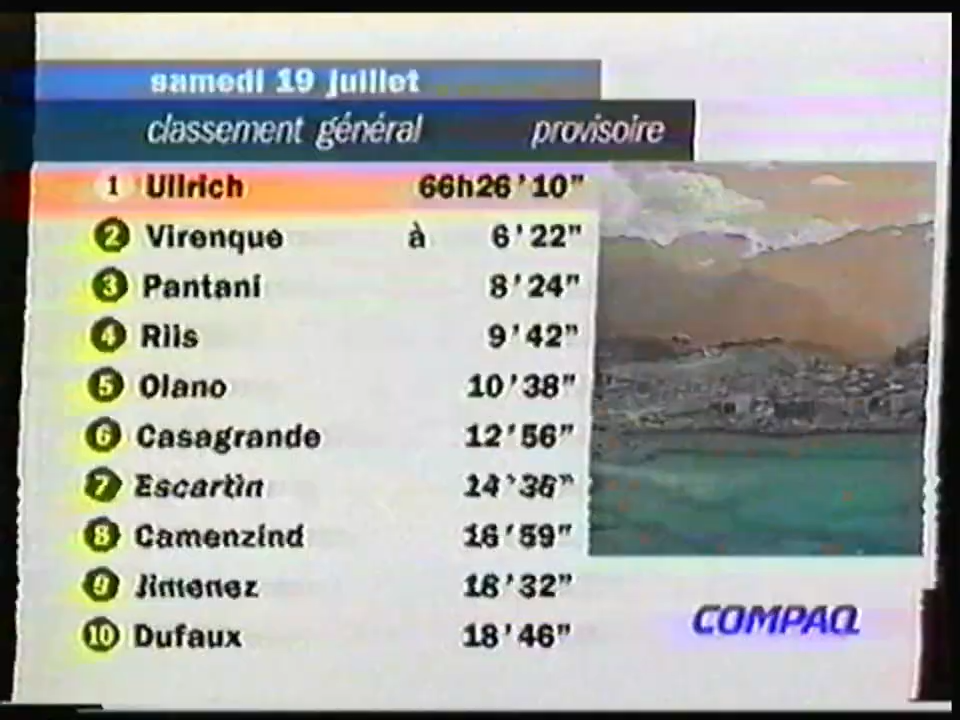 samedi 19 juillet
classement général provisoire
1 Ullrich 66h26'10"
2 Virenque à 6'22"
3 Pantani 8'24"
4 Riis 9'42"
5 Olano 10'38"
6 Casagrande 12'56"
7 Escartin 14'36"
8 Camenzind 16'59"
9 Jimenez 18'32"
10 Dufaux 18'46"
COMPAQ